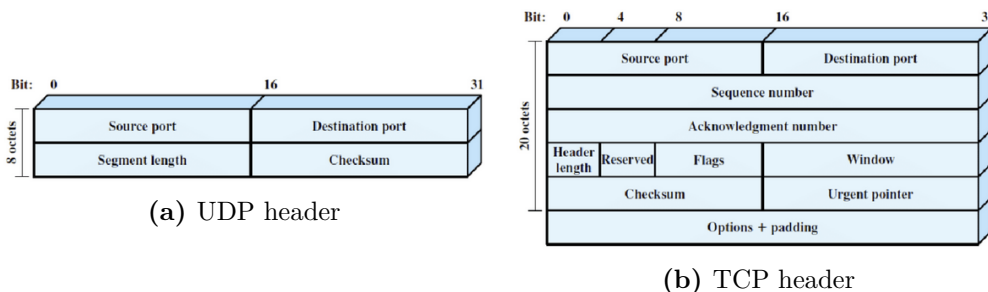 Bit: 0 16 31
8 octets
Source port Destination port
Segment length Checksum
(a) UDP header
Bit: 0 4 8 16 3
20 octets
Source port Destination port
Sequence number
Acknowledgment number
Header length Reserved Flags Window
Checksum Urgent pointer
Options + padding
(b) TCP header